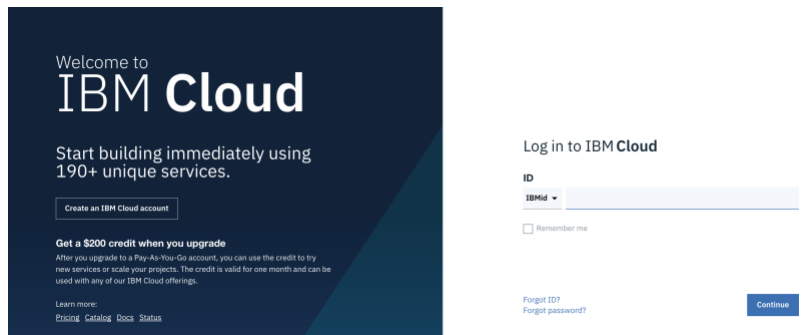 Welcome to
IBM Cloud
Start building immediately using
190+ unique services.
Create an IBM Cloud account
Get a $200 credit when you upgrade
After you upgrade to a Pay-As-You-Go account, you can use the credit to try
new services or scale your projects. The credit is valid for one month and can be
used with any of our IBM Cloud offerings.
Learn more:
Pricing Catalog Docs Status
Log in to IBM Cloud
ID
IBMid
Remember me
Forgot ID?
Forgot password?
Continue